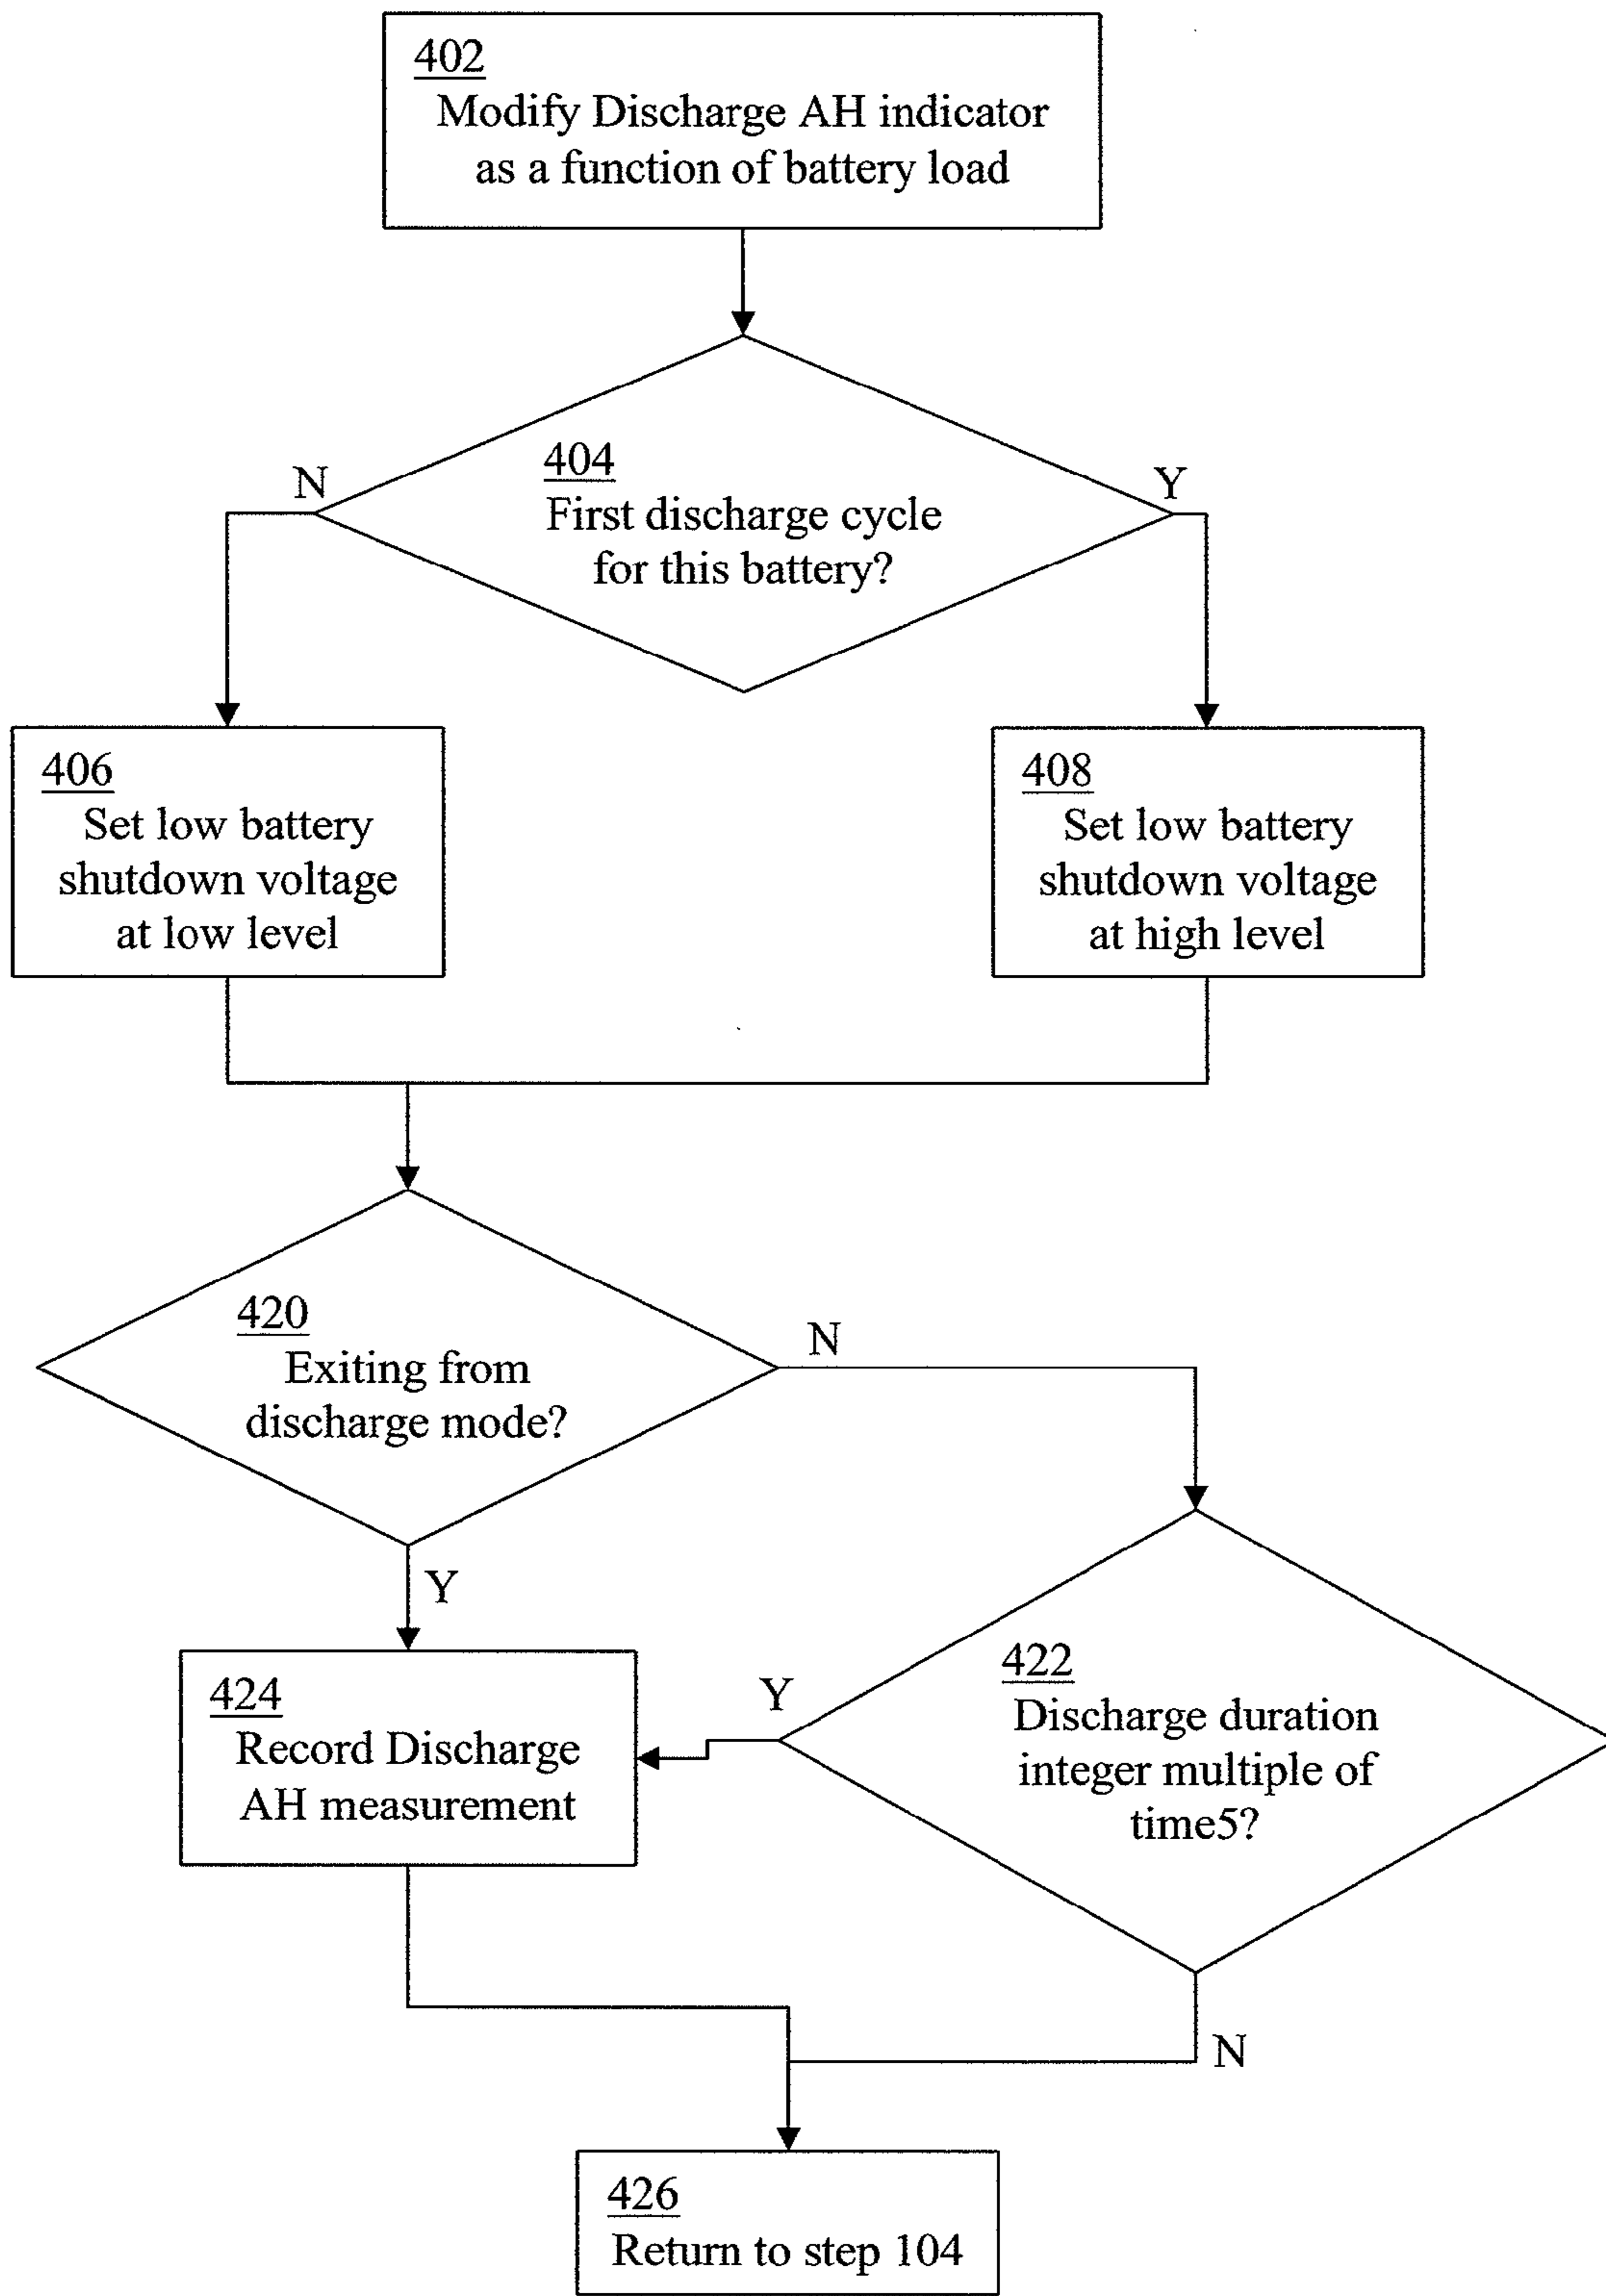 402
Modify Discharge AH indicator
as a function of battery load
404
First discharge cycle
for this battery?
N
Y
406
Set low battery
shutdown voltage
at low level
408
Set low battery
shutdown voltage
at high level
420
Exiting from
discharge mode?
N
Y
422
Discharge duration
integer multiple of
time5?
Y
N
424
Record Discharge
AH measurement
426
Return to step 104